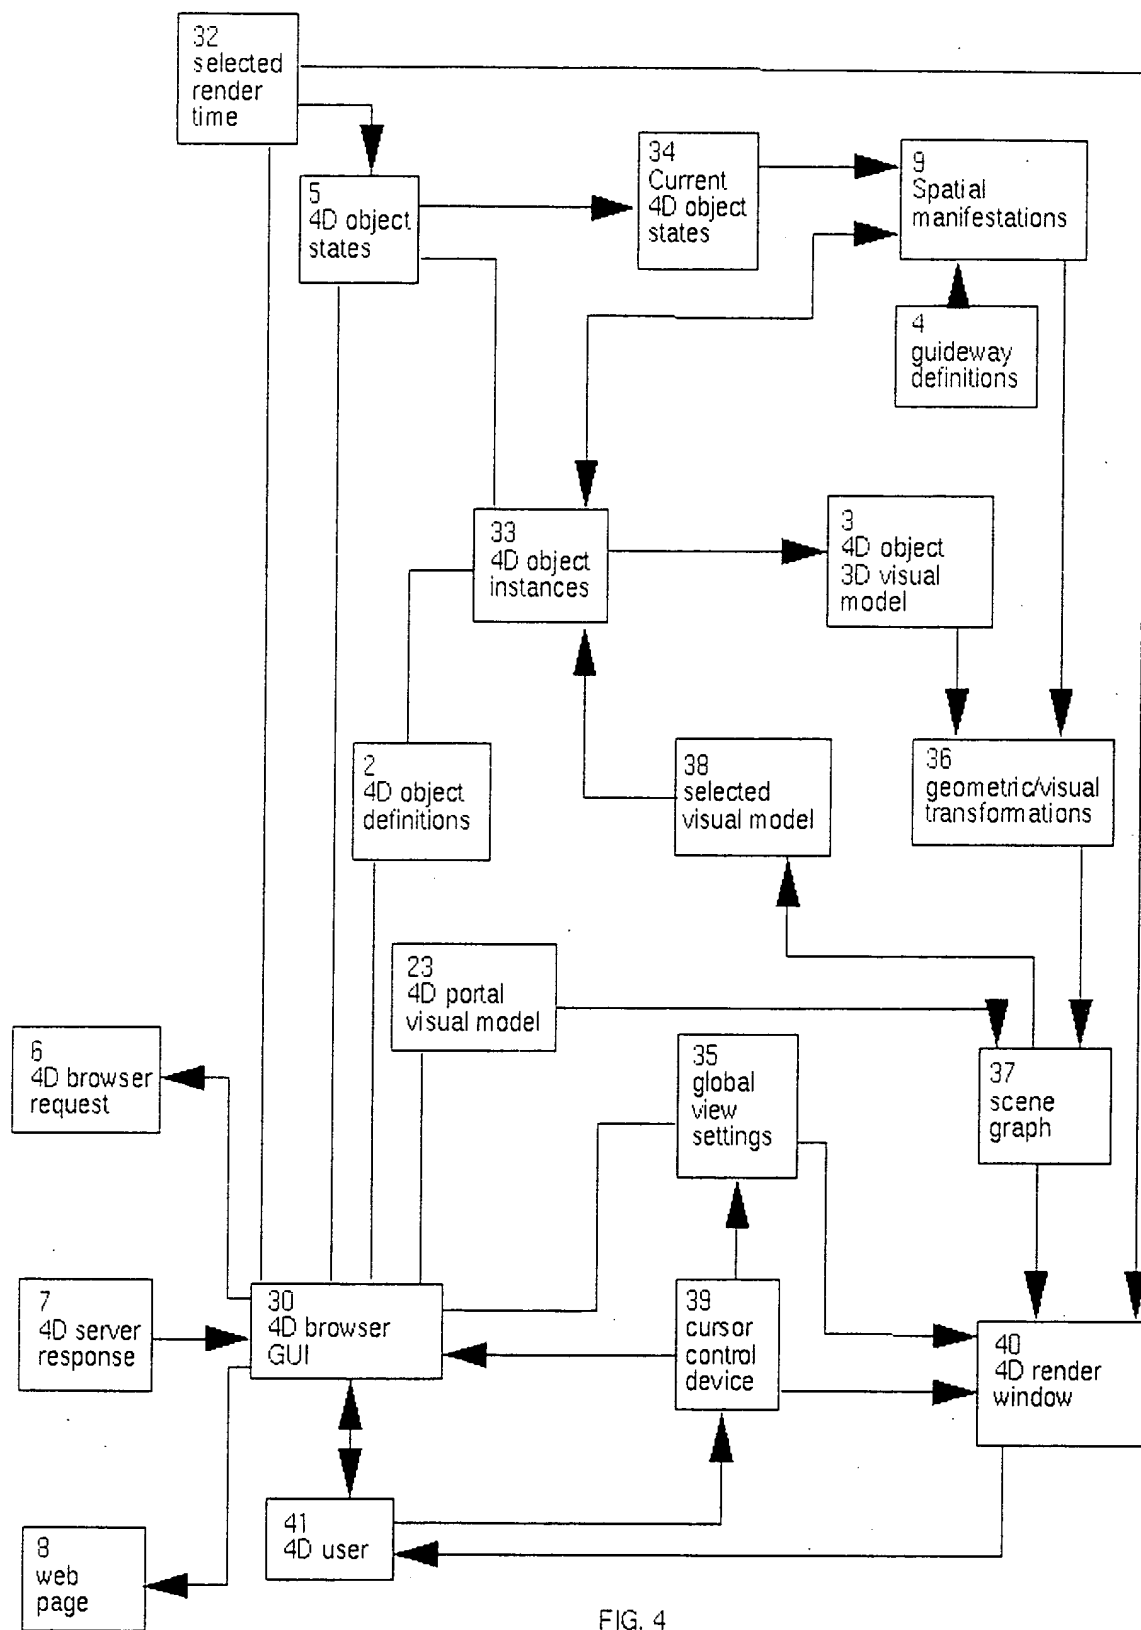 32
selected
render
time
5
4D object
states
34
Current
4D object
states
9
Spatial
manifestations
4
guideway
definitions
33
4D object
instances
3
4D object
3D visual
model
2
4D object
definitions
38
selected
visual model
36
geometric/visual
transformations
23
4D portal
visual model
6
4D browser
request
35
global
view
settings
37
scene
graph
7
4D server
response
30
4D browser
GUI
39
cursor
control
device
40
4D render
window
41
4D user
8
web
page
FIG. 4